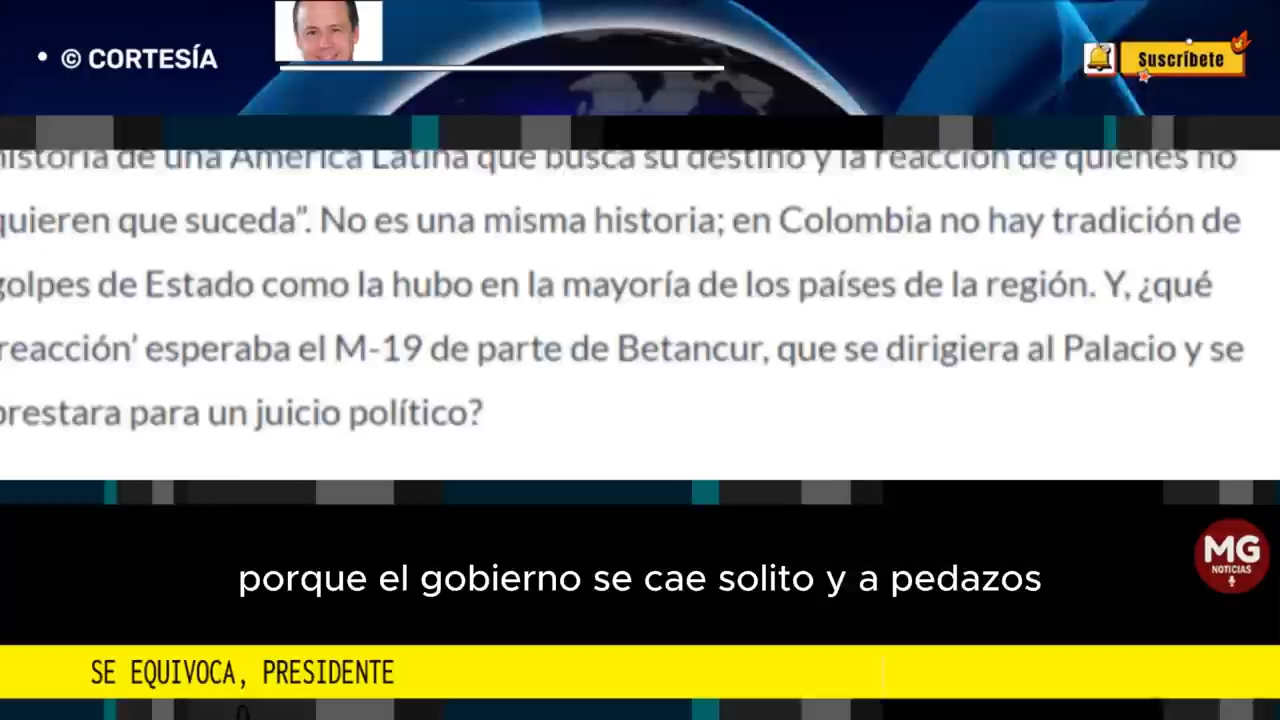 © CORTESÍA
Suscríbete
historia de una América Latina que busca su destino y la reacción de quienes no
quieren que suceda”. No es una misma historia; en Colombia no hay tradición de
golpes de Estado como la hubo en la mayoría de los países de la región. Y, ¿qué
reacción’ esperaba el M-19 de parte de Betancur, que se dirigiera al Palacio y se
prestara para un juicio político?
porque el gobierno se cae solito y a pedazos
MG
NOTICIAS
SE EQUIVOCA, PRESIDENTE